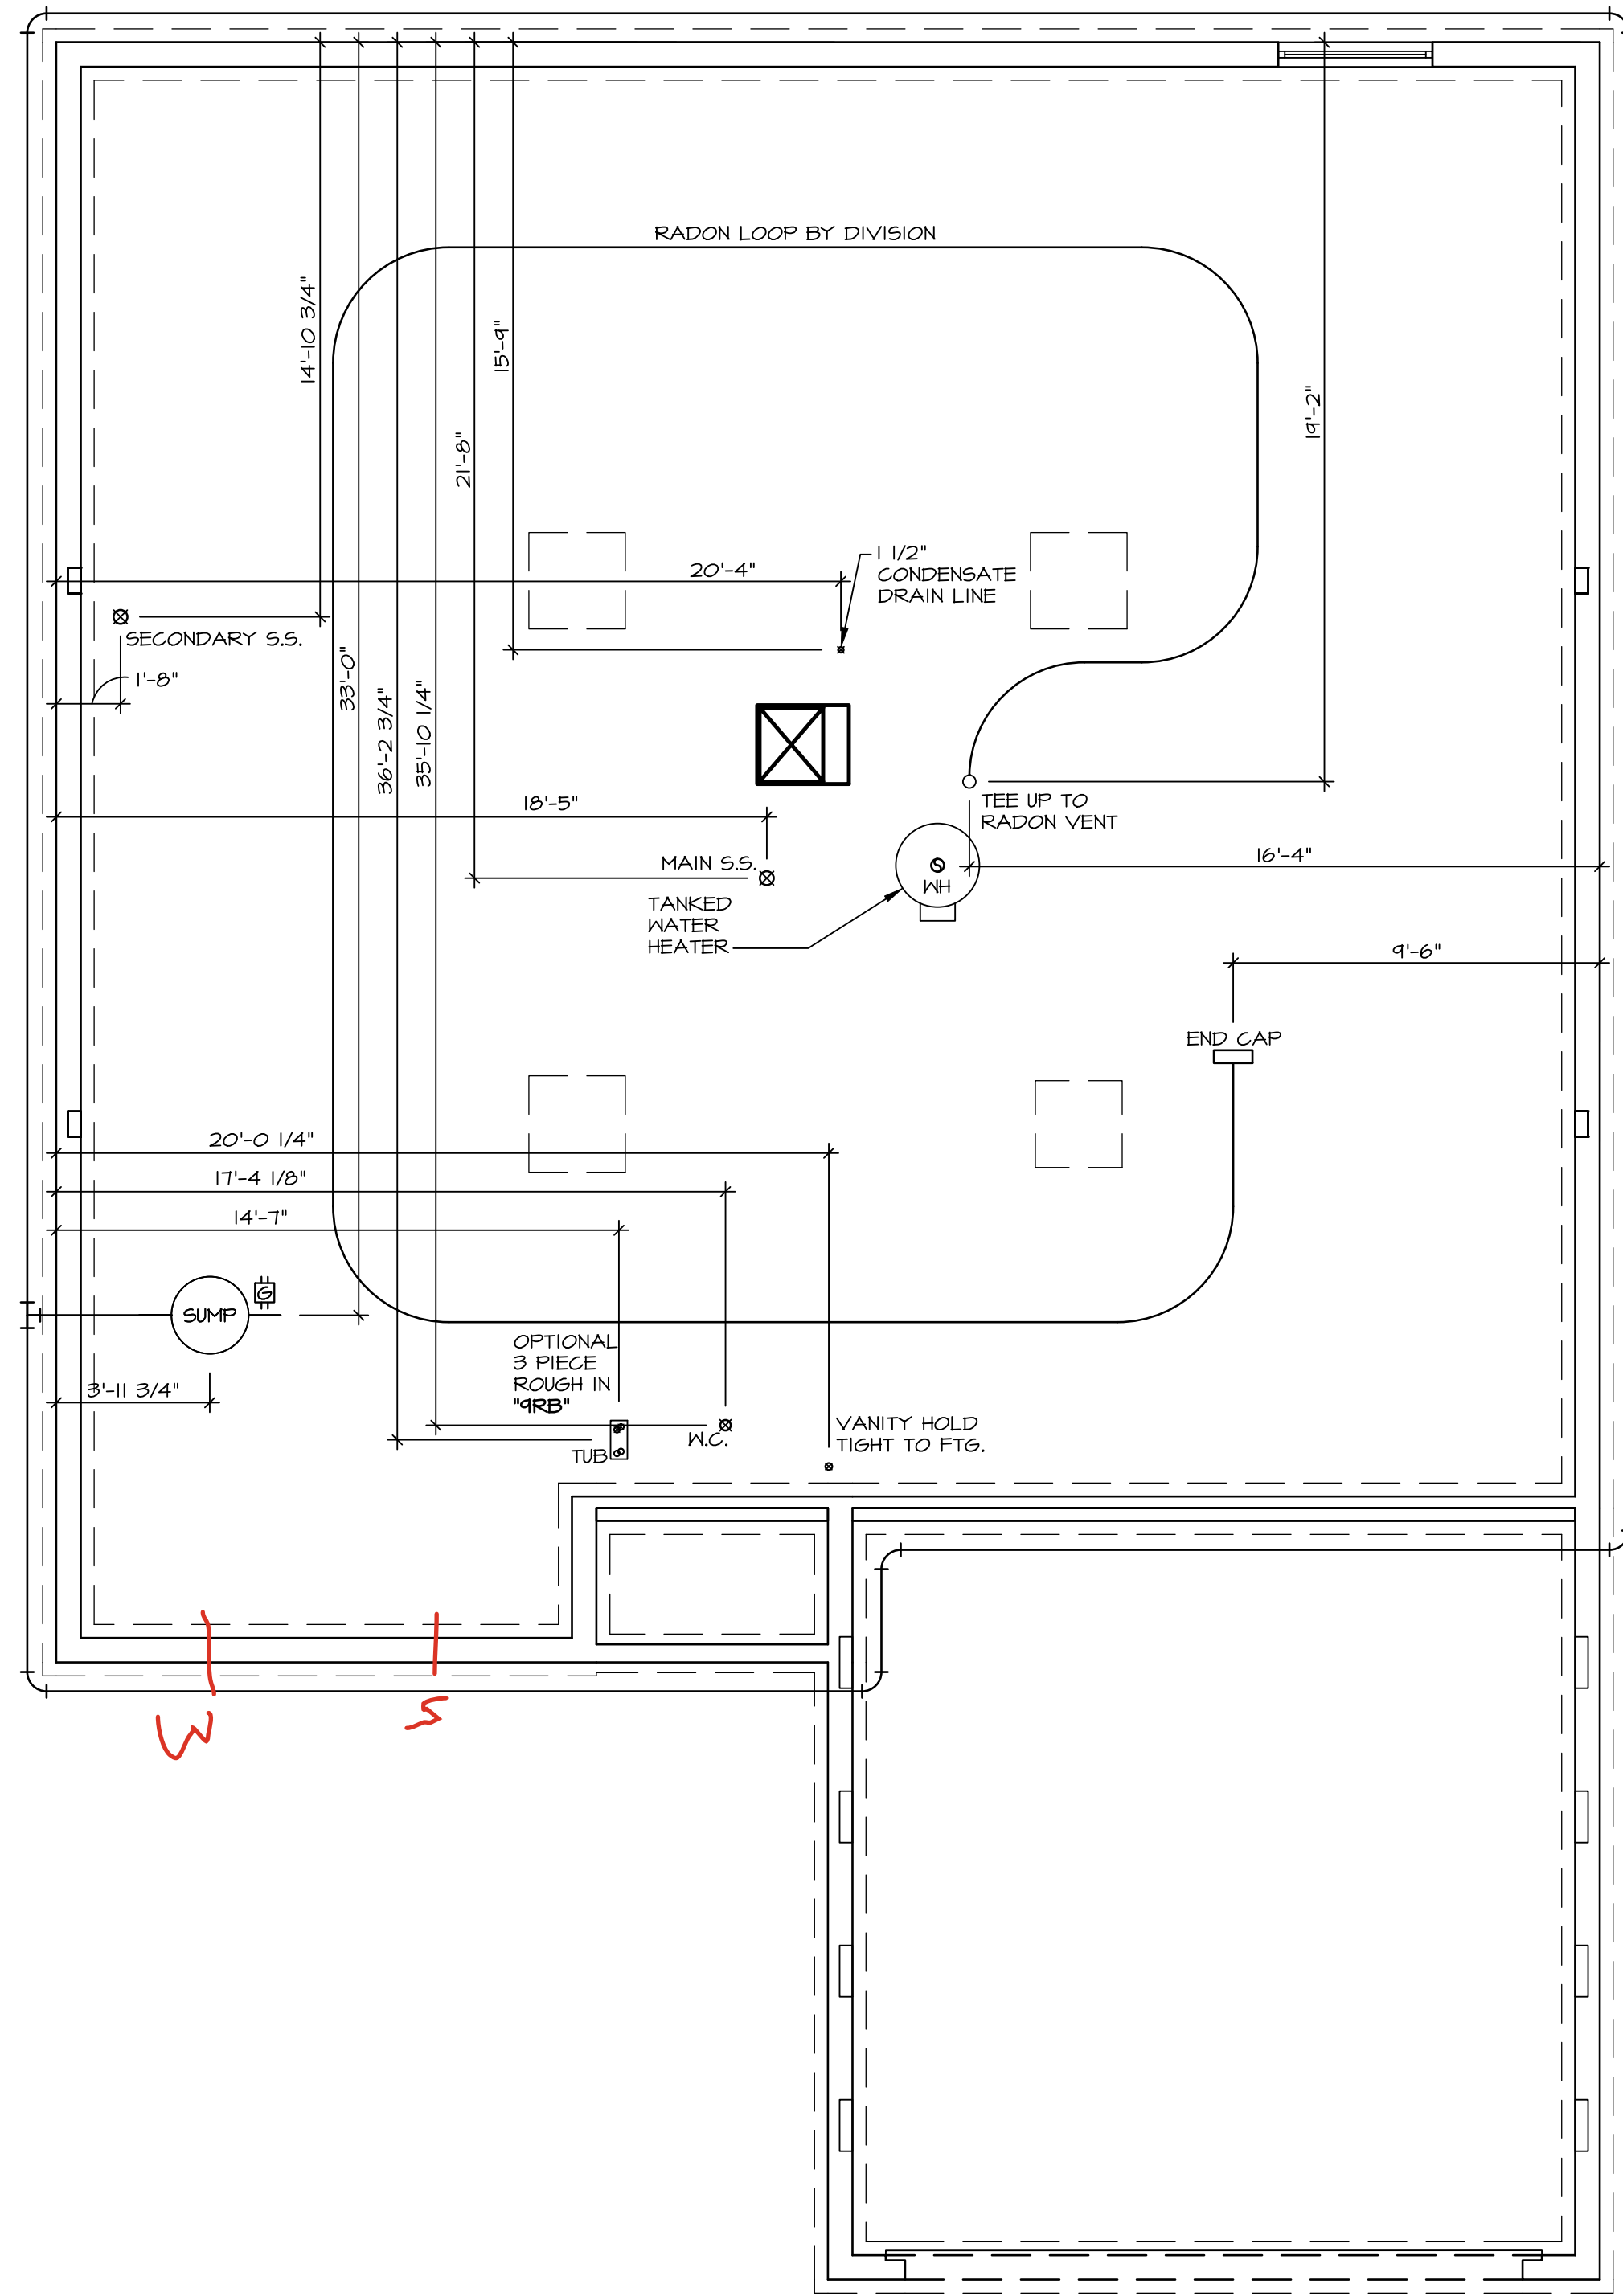 RADON LOOP BY DIVISION
14'-10 3/4"
15'-9"
19'-2"
21'-8"
20'-4"
1 1/2"
CONDENSATE
DRAIN LINE
SECONDARY S.S.
1'-8"
33'-0"
36'-2 3/4"
35'-10 1/4"
18'-5"
TEE UP TO
RADON VENT
MAIN S.S.
16'-4"
WH
TANKED
WATER
HEATER
9'-6"
END CAP
20'-0 1/4"
17'-4 1/8"
14'-7"
G
SUMP
OPTIONAL
3 PIECE
ROUGH IN
"9RB"
3'-11 3/4"
VANITY HOLD
TIGHT TO FTG.
W.C.
TUB
W